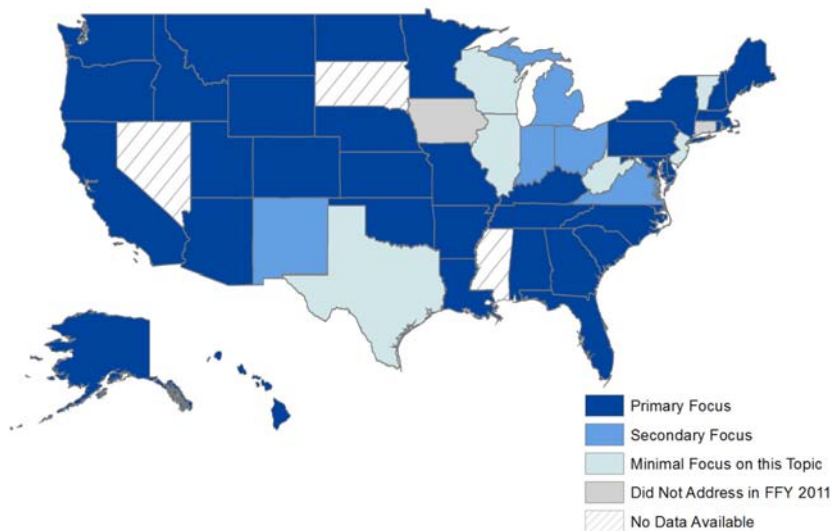 Primary Focus
Secondary Focus
Minimal Focus on this Topic
Did Not Address in FFY 2011
No Data Available